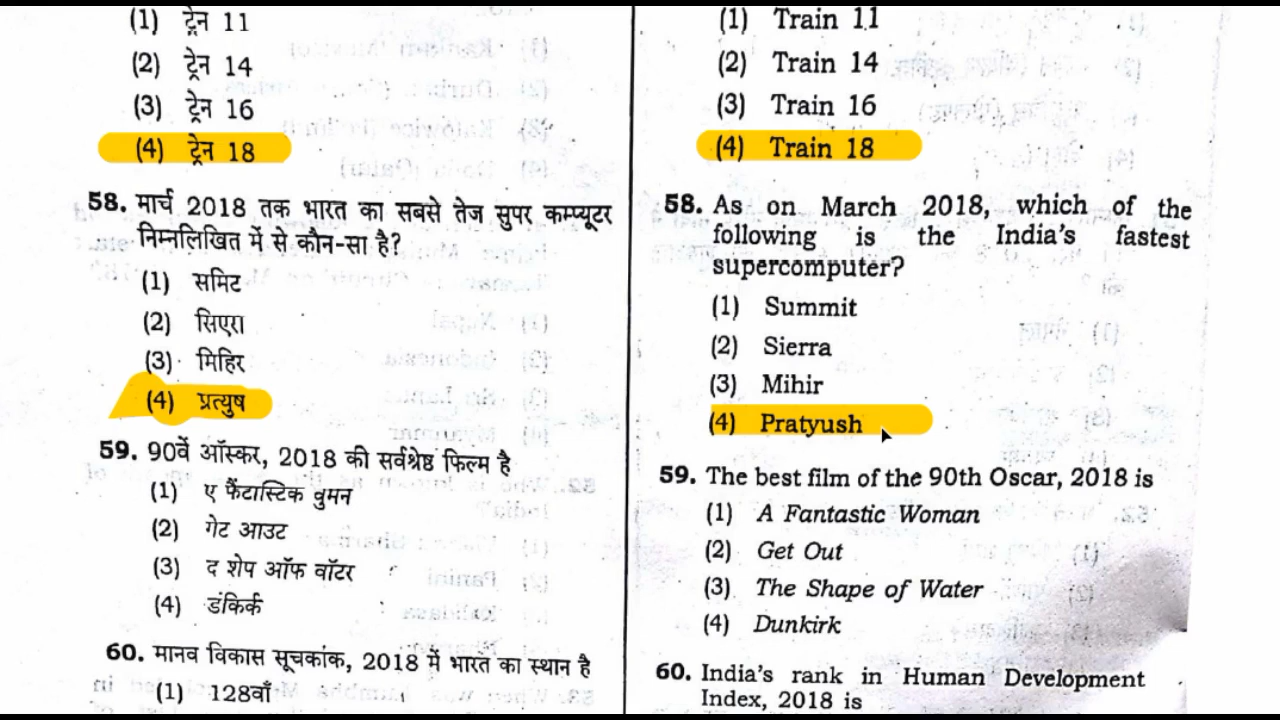 (1) ट्रेन 11
(2) ट्रेन 14
(3) ट्रेन 16
(4) ट्रेन 18
58. मार्च 2018 तक भारत का सबसे तेज सुपर कम्प्यूटर
निम्नलिखित में से कौन-सा है?
(1) समिट
(2) सिएरा
(3) मिहिर
(4) प्रत्युष
59. 90वें ऑस्कर, 2018 की सर्वश्रेष्ठ फिल्म है
(1) ए फैंटास्टिक वुमन
(2) गेट आउट
(3) द शेप ऑफ वॉटर
(4) डंकिर्क
60. मानव विकास सूचकांक, 2018 में भारत का स्थान है
(1) 128वाँ
(1) Train 11
(2) Train 14
(3) Train 16
(4) Train 18
58. As on March 2018, which of the
following is the India's fastest
supercomputer?
(1) Summit
(2) Sierra
(3) Mihir
(4) Pratyush
59. The best film of the 90th Oscar, 2018 is
(1) A Fantastic Woman
(2) Get Out
(3) The Shape of Water
(4) Dunkirk
60. India's rank in Human Development
Index, 2018 is